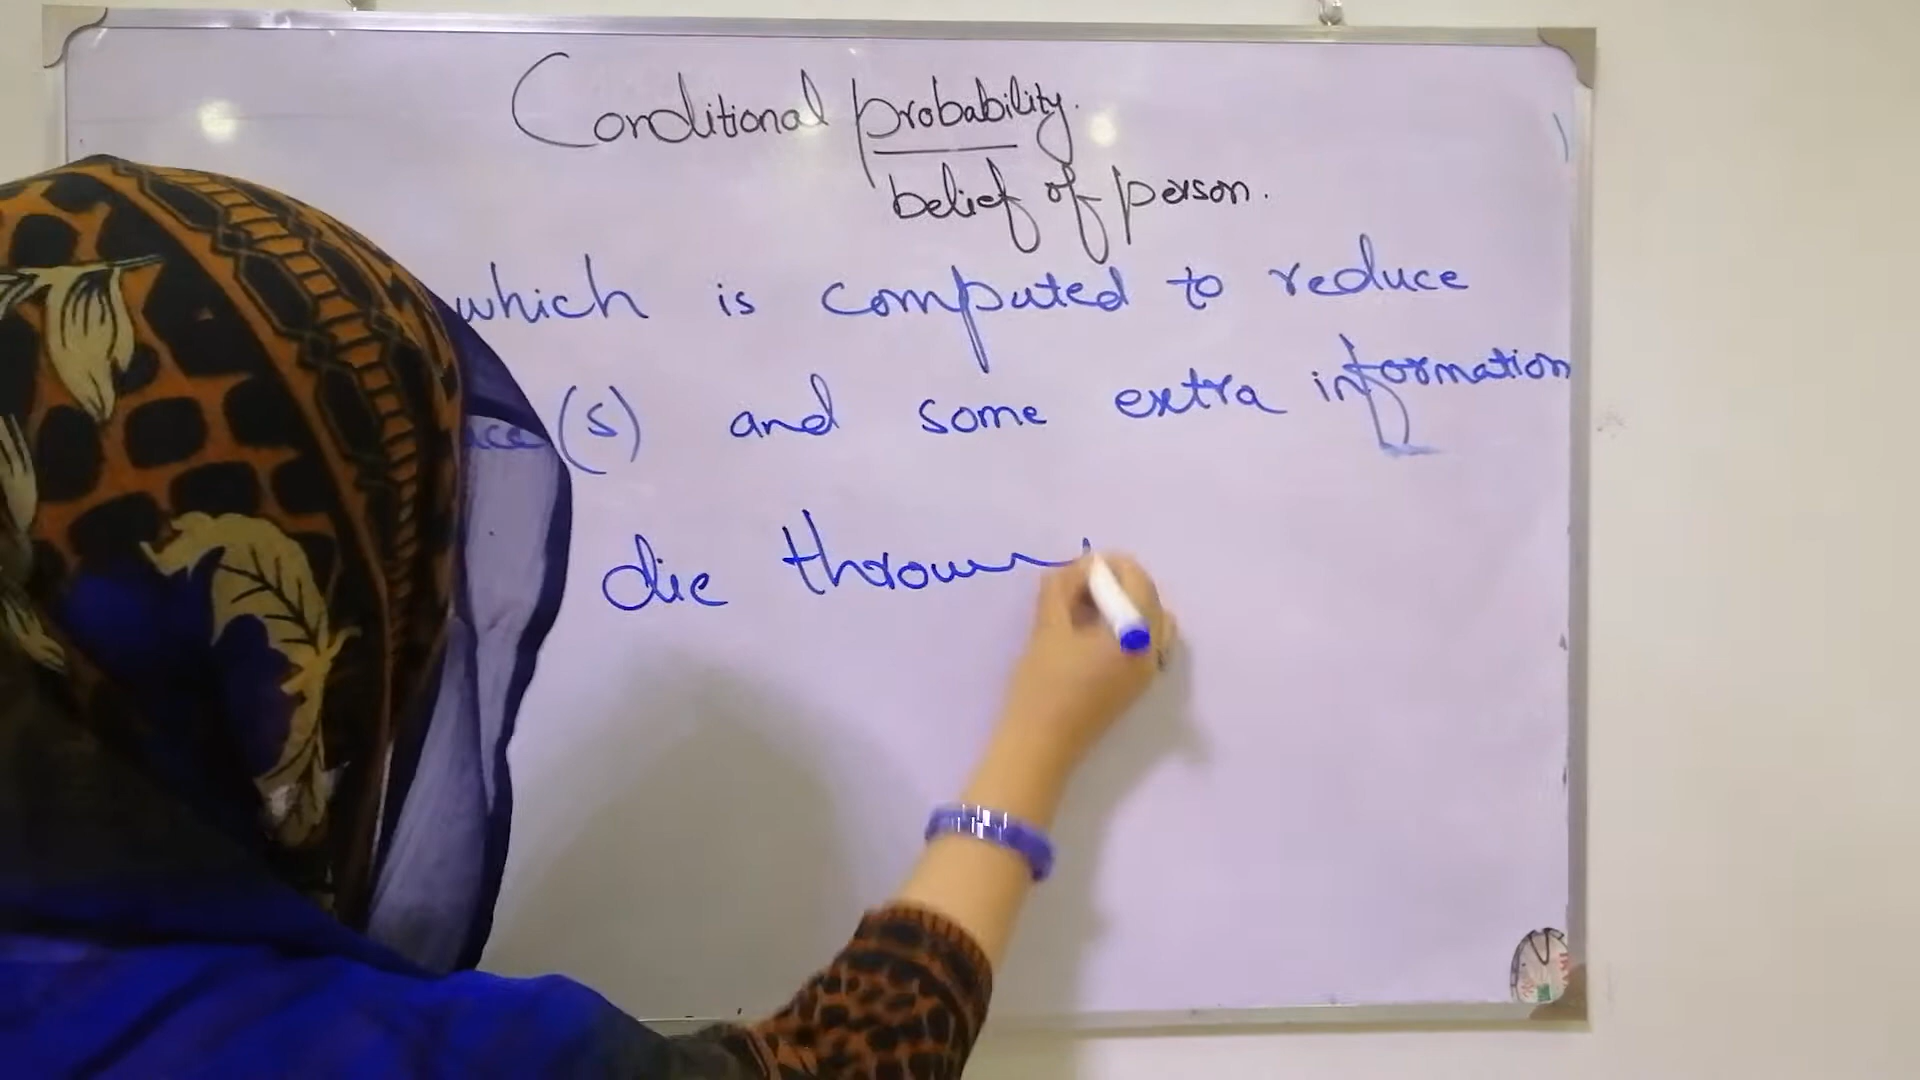 Conditional probability.
belief of person.
which is computed to reduce
(S) and some extra information
die thrown